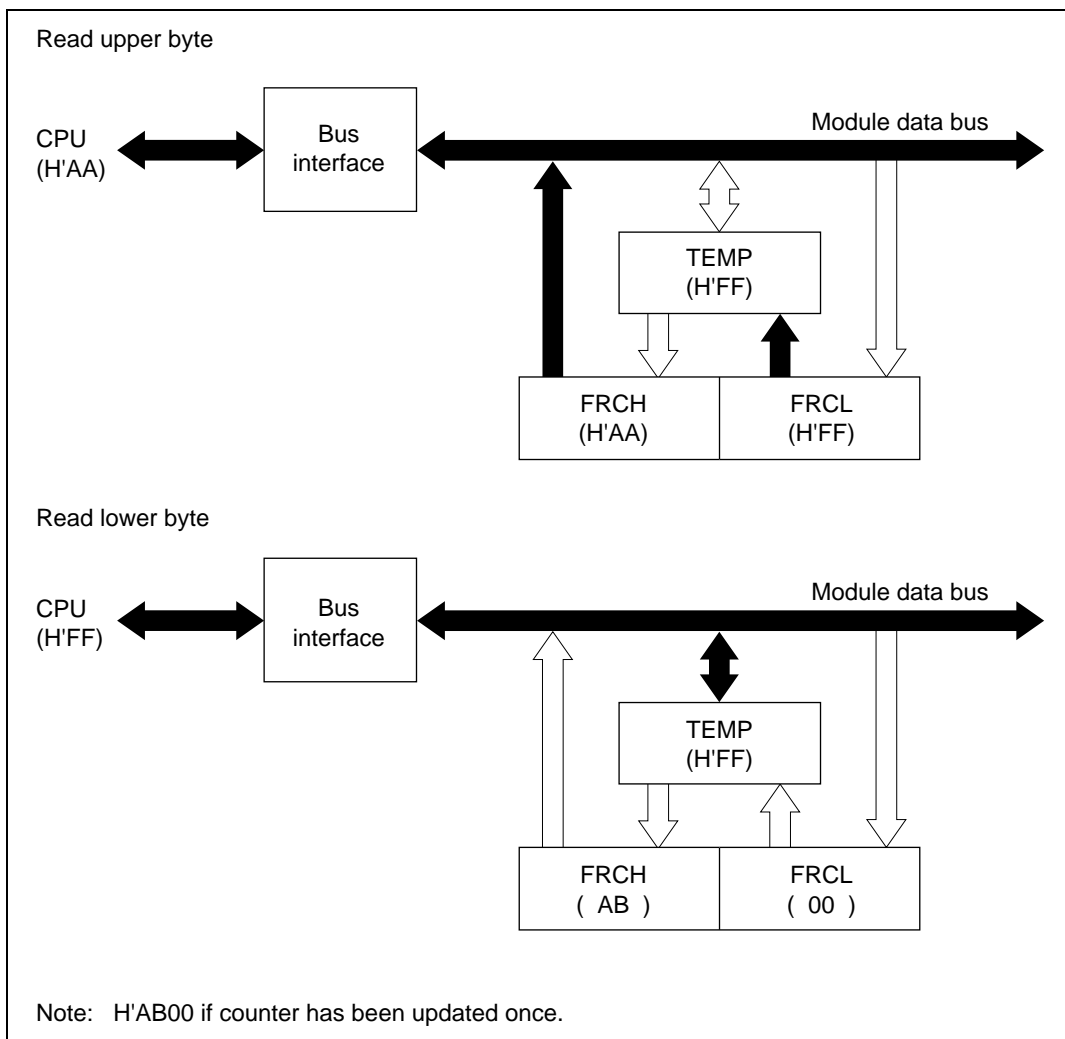 Read upper byte
CPU
(H'AA)
Bus
interface
Module data bus
TEMP
(H'FF)
FRCH
(H'AA)
FRCL
(H'FF)
Read lower byte
CPU
(H'FF)
Bus
interface
Module data bus
TEMP
(H'FF)
FRCH
( AB )
FRCL
( 00 )
Note: H'AB00 if counter has been updated once.